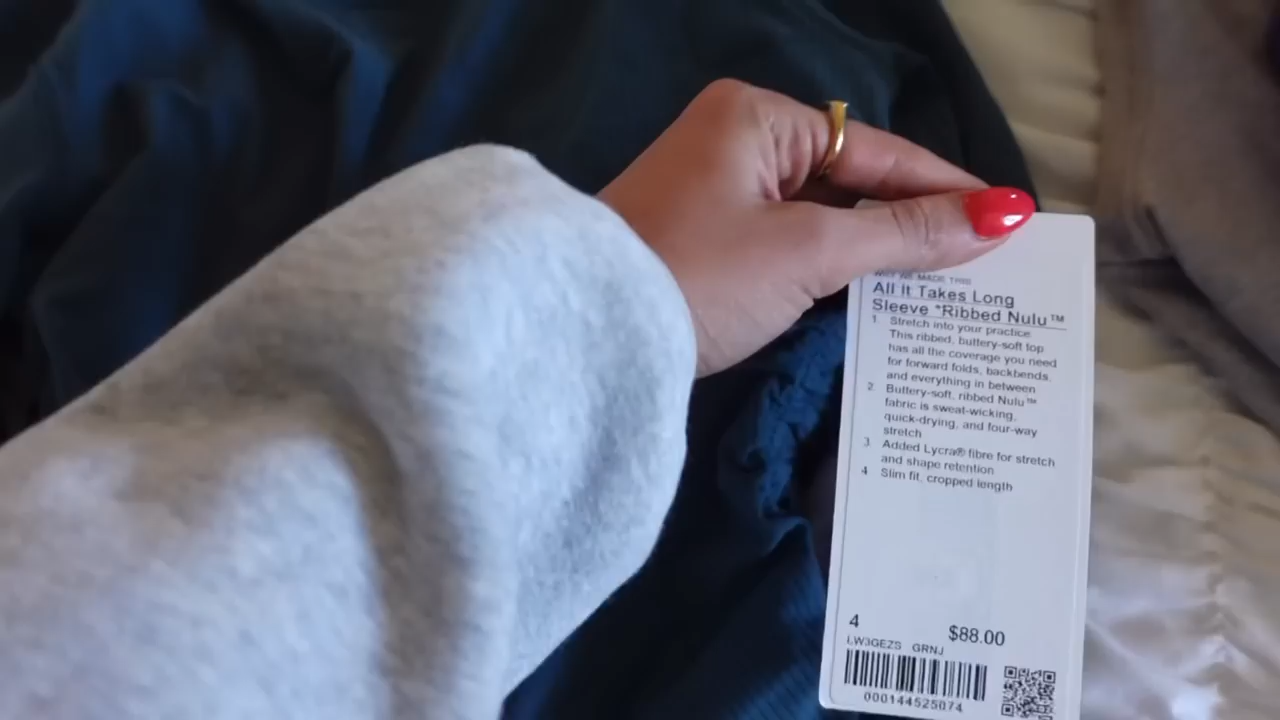 WHY WE MADE THIS
All It Takes Long
Sleeve *Ribbed Nulu™
1. Stretch into your practice.
This ribbed, buttery-soft top
has all the coverage you need
for forward folds, backbends,
and everything in between
2. Buttery-soft, ribbed Nulu™
fabric is sweat-wicking,
quick-drying, and four-way
stretch
3. Added Lycra® fibre for stretch
and shape retention
4. Slim fit, cropped length
4 $88.00
LW3GEZS GRNJ
000144525074